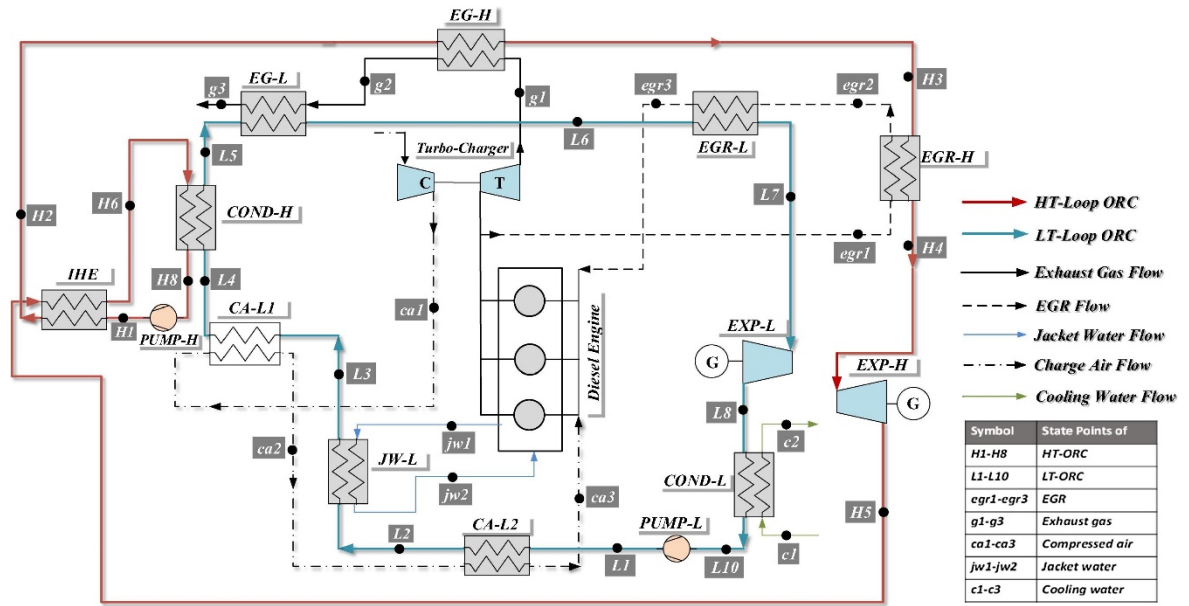 EG-H
g3
EG-L
g2
g1
egr3
egr2
H3
L5
Turbo-Charger
L6
EGR-L
EGR-H
H2
H6
COND-H
C
T
L7
HT-Loop ORC
egr1
H4
LT-Loop ORC
IHE
H8
L4
Exhaust Gas Flow
H1
PUMP-H
CA-L1
ca1
EGR Flow
Diesel Engine
EXP-L
Jacket Water Flow
L3
G
EXP-H
Charge Air Flow
G
L8
Cooling Water Flow
ca2
jw1
c2
JW-L
jw2
COND-L
ca3
H5
CA-L2
PUMP-L
L2
L1
L10
c1
Symbol State Points of
H1-H8 HT-ORC
L1-L10 LT-ORC
egr1-egr3 EGR
g1-g3 Exhaust gas
ca1-ca3 Compressed air
jw1-jw2 Jacket water
c1-c3 Cooling water